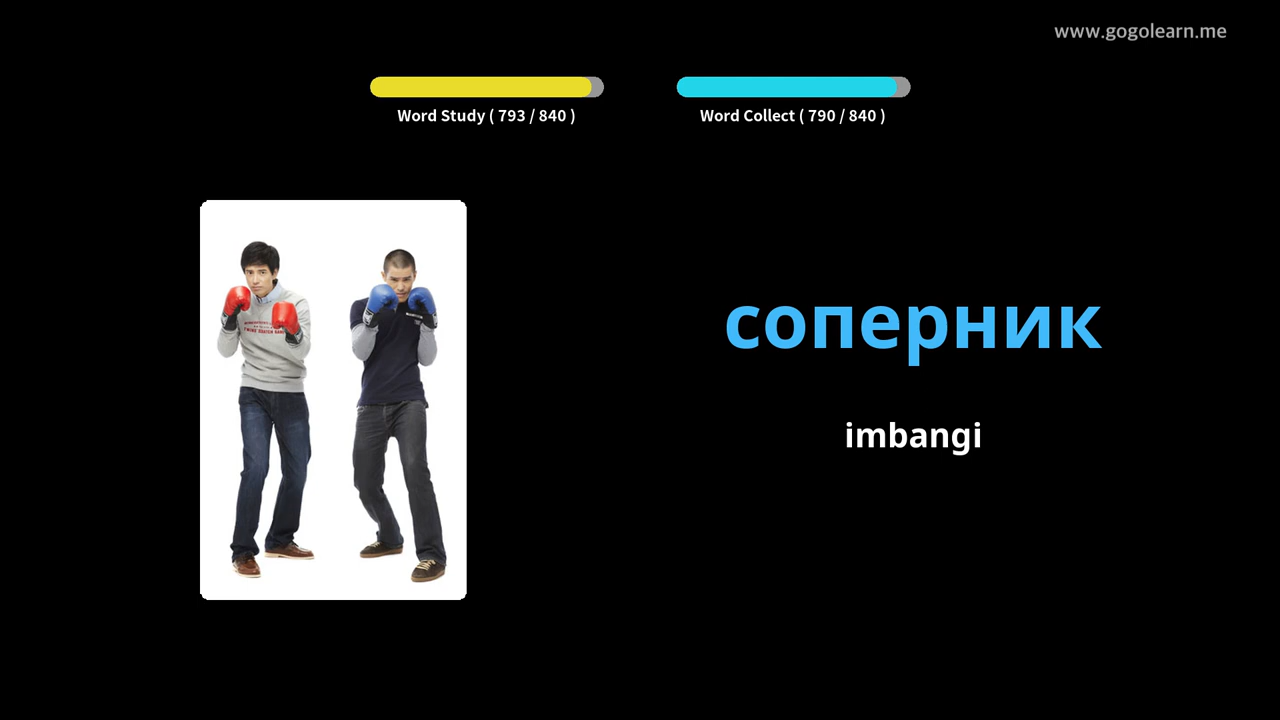 www.gogolearn.me
Word Study ( 793 / 840 )
Word Collect ( 790 / 840 )
соперник
imbangi